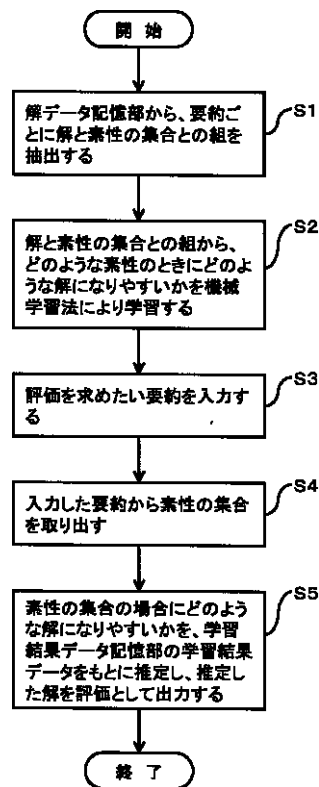 開 始
S1
解データ記憶部から、要約ご
とに解と素性の集合との組を
抽出する
S2
解と素性の集合との組から、
どのような素性のときにどのよ
うな解になりやすいかを機械
学習法により学習する
S3
評価を求めたい要約を入力す
る
S4
入力した要約から素性の集合
を取り出す
S5
素性の集合の場合にどのよう
な解になりやすいかを、学習
結果データ記憶部の学習結果
データをもとに推定し、推定し
た解を評価として出力する
終 了